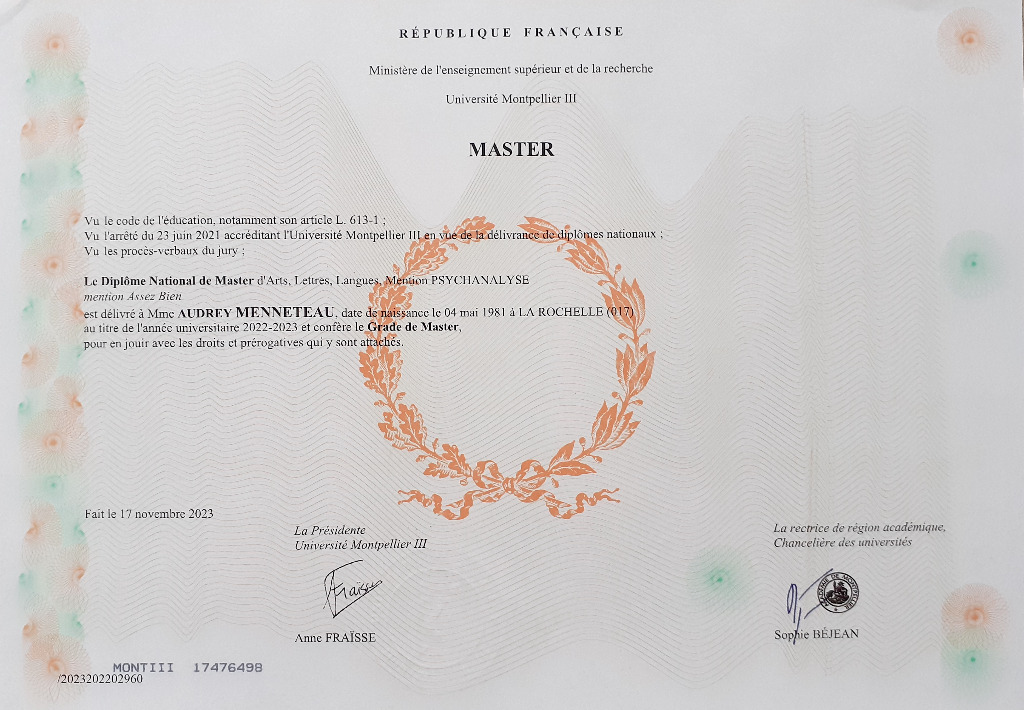 RÉPUBLIQUE FRANÇAISE
Ministère de l'enseignement supérieur et de la recherche
Université Montpellier III
MASTER
Vu le code de l'éducation, notamment son article L. 613-1 ;
Vu l'arrêté du 23 juin 2021 accréditant l'Université Montpellier III en vue de la délivrance de diplômes nationaux ;
Vu les procès-verbaux du jury ;
Le Diplôme National de Master d'Arts, Lettres, Langues, Mention PSYCHANALYSE
mention Assez Bien
est délivré à Mme AUDREY MENNETEAU, date de naissance le 04 mai 1981 à LA ROCHELLE (017)
au titre de l'année universitaire 2022-2023 et confère le Grade de Master,
pour en jouir avec les droits et prérogatives qui y sont attachés.
Fait le 17 novembre 2023
La Présidente
Université Montpellier III
AFraïsse
Anne FRAÏSSE
La rectrice de région académique,
Chancelière des universités
ACADÉMIE DE MONTPELLIER
Sophie BÉJEAN
MONTIII 17476498
/2023202202960